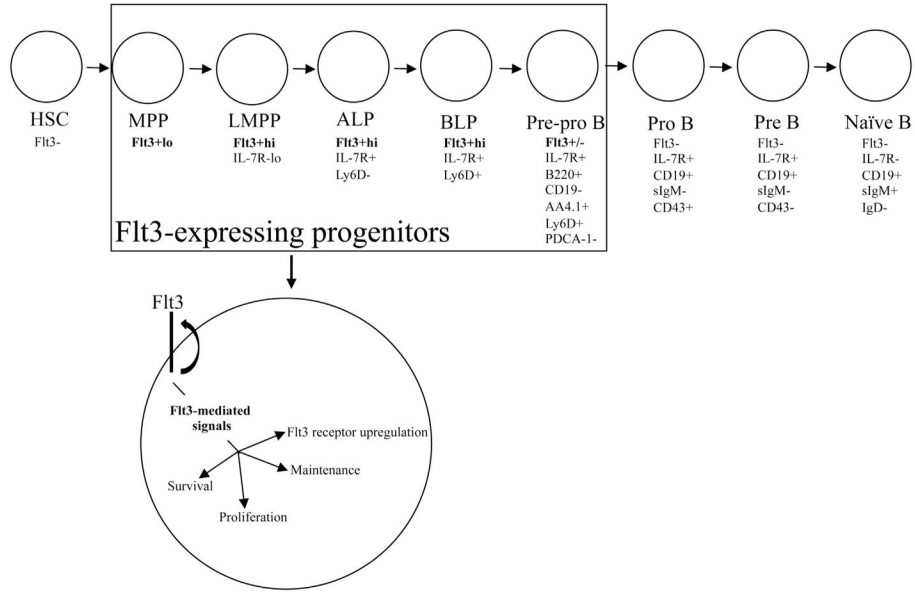 HSC
Flt3-
MPP
Flt3+lo
LMPP
Flt3+hi
IL-7R-lo
ALP
Flt3+hi
IL-7R+
Ly6D-
BLP
Flt3+hi
IL-7R+
Ly6D+
Pre-pro B
Flt3+/-
IL-7R+
B220+
CD19-
AA4.1+
Ly6D+
PDCA-1-
Pro B
Flt3-
IL-7R+
CD19+
sIgM-
CD43+
Pre B
Flt3-
IL-7R+
CD19+
sIgM-
CD43-
Naïve B
Flt3-
IL-7R-
CD19+
sIgM+
IgD-
Flt3-expressing progenitors
Flt3
Flt3-mediated
signals
Flt3 receptor upregulation
Maintenance
Survival
Proliferation